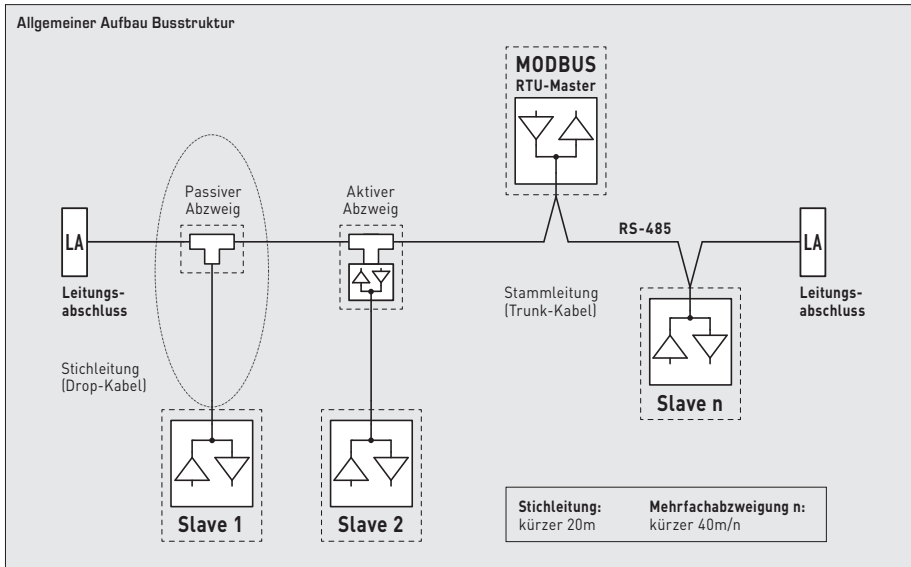 Allgemeiner Aufbau Busstruktur
MODBUS
RTU-Master
Passiver
Abzweig
Aktiver
Abzweig
LA
RS-485
LA
Leitungs-
abschluss
Stammleitung
(Trunk-Kabel)
Leitungs-
abschluss
Stichleitung
(Drop-Kabel)
Slave n
Slave 1
Slave 2
Stichleitung:
kürzer 20m
Mehrfachabzweigung n:
kürzer 40m/n